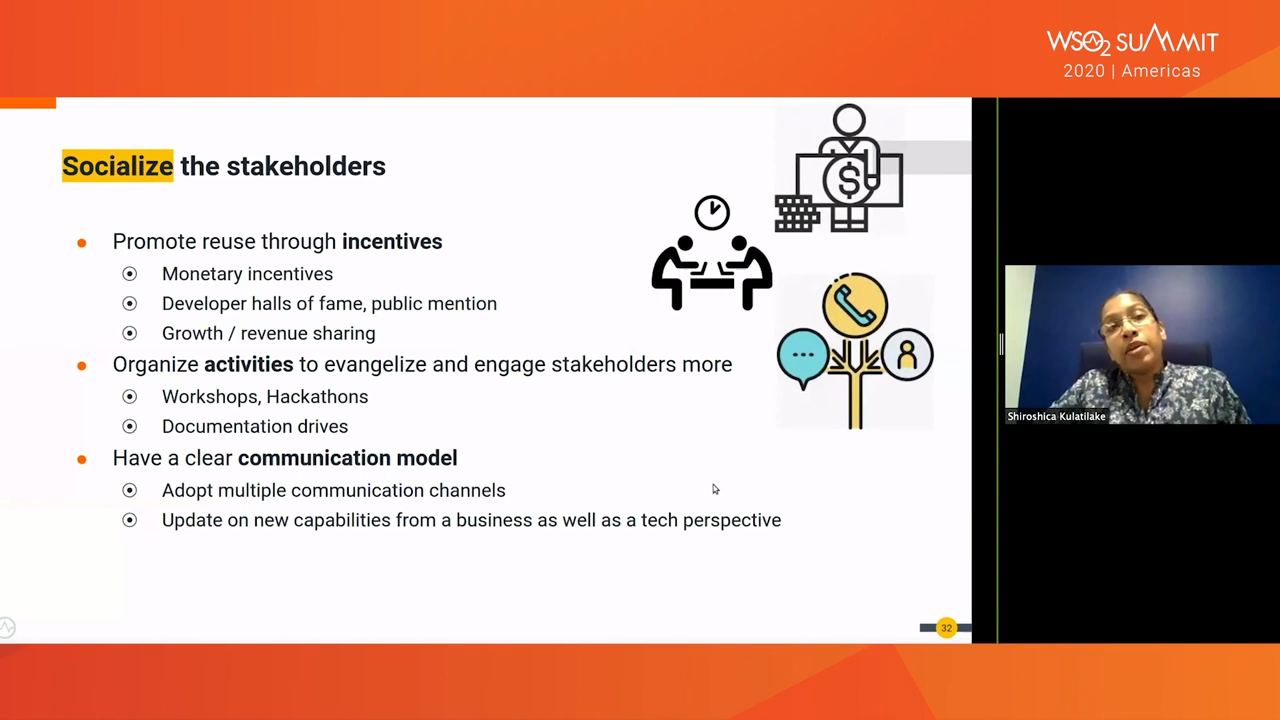 WSO2 SUMMIT
2020 | Americas
Socialize the stakeholders
Promote reuse through incentives
Monetary incentives
Developer halls of fame, public mention
Growth / revenue sharing
Organize activities to evangelize and engage stakeholders more
Workshops, Hackathons
Documentation drives
Have a clear communication model
Adopt multiple communication channels
Update on new capabilities from a business as well as a tech perspective
$
Shiroshica Kulatilake
32